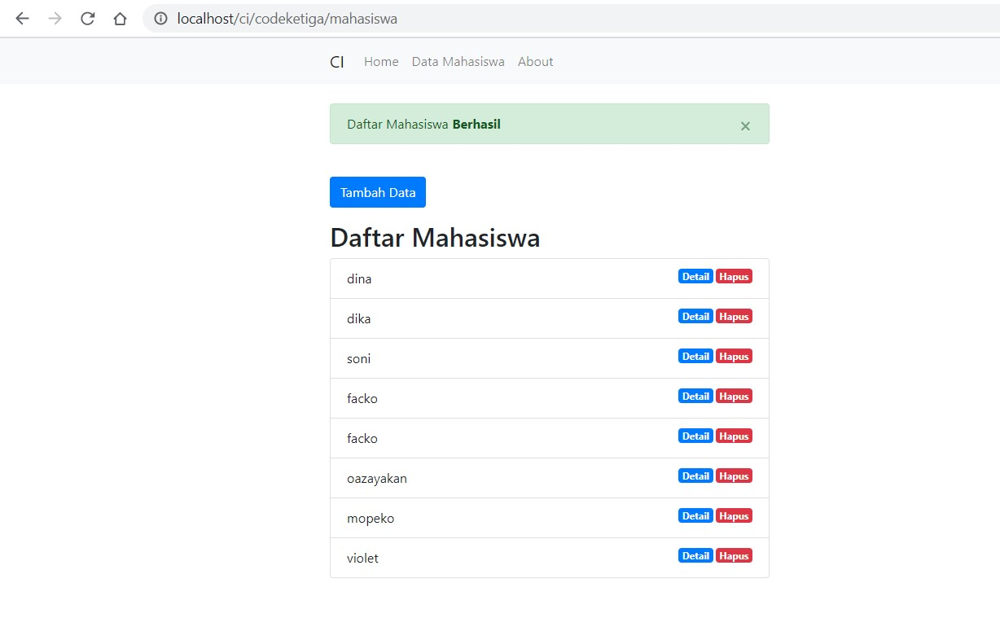 localhost/ci/codeketiga/mahasiswa
CI Home Data Mahasiswa About
Daftar Mahasiswa Berhasil ×
Tambah Data
Daftar Mahasiswa
dina Detail Hapus
dika Detail Hapus
soni Detail Hapus
facko Detail Hapus
facko Detail Hapus
oazayakan Detail Hapus
mopeko Detail Hapus
violet Detail Hapus